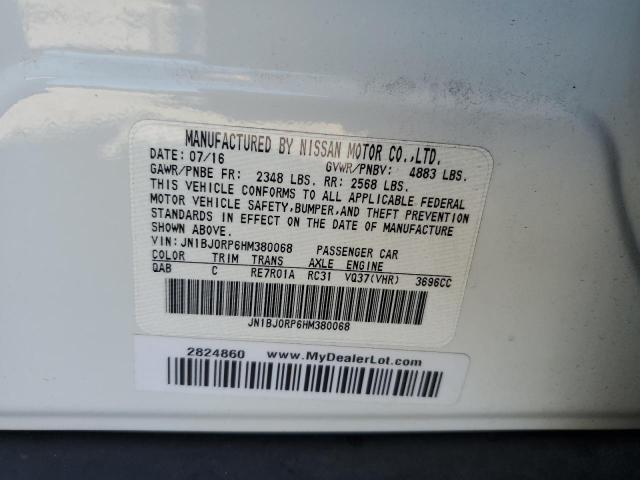 MANUFACTURED BY NISSAN MOTOR CO.,LTD.
DATE: 07/16 GVWR/PNBV: 4883 LBS.
GAWR/PNBE FR: 2348 LBS. RR: 2568 LBS.
THIS VEHICLE CONFORMS TO ALL APPLICABLE FEDERAL
MOTOR VEHICLE SAFETY,BUMPER,AND THEFT PREVENTION
STANDARDS IN EFFECT ON THE DATE OF MANUFACTURE
SHOWN ABOVE.
VIN: JN1BJ0RP6HM380068 PASSENGER CAR
COLOR TRIM TRANS AXLE ENGINE
QAB C RE7R01A RC31 VQ37(VHR) 3696CC
JN1BJ0RP6HM380068
2824860 www.MyDealerLot.com